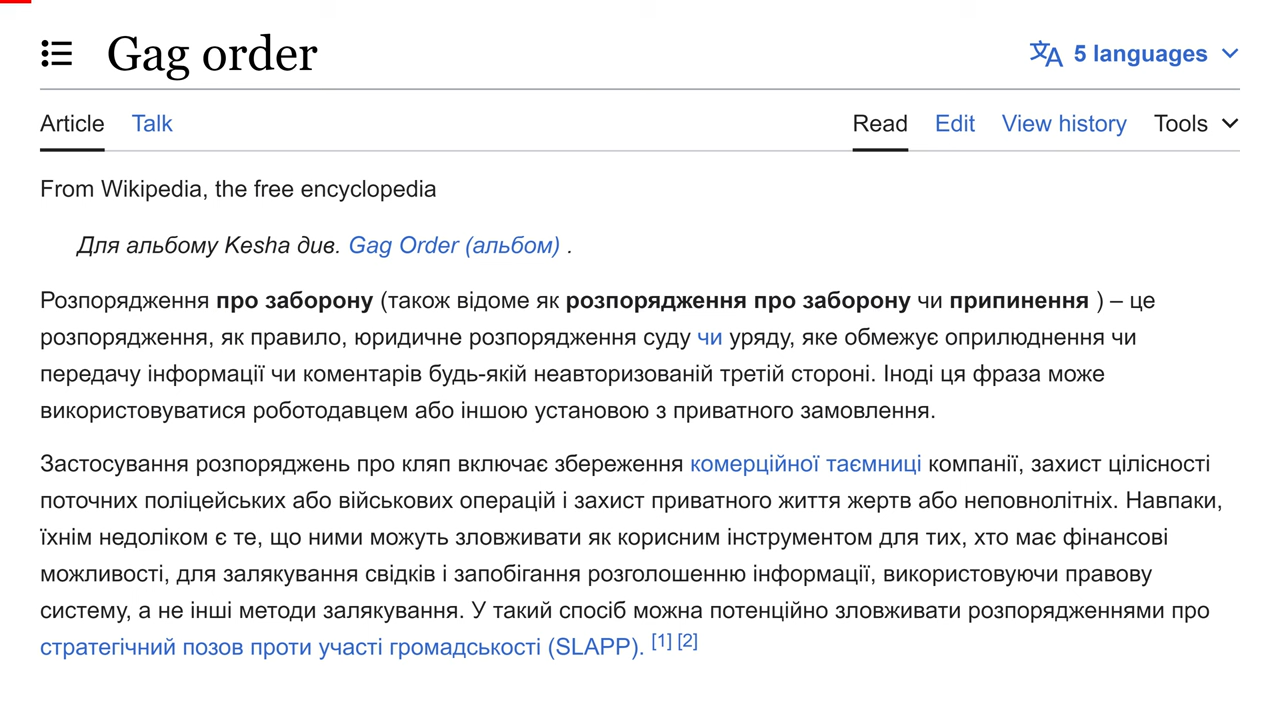 Gag order
5 languages
Article Talk Read Edit View history Tools
From Wikipedia, the free encyclopedia
Для альбому Kesha див. Gag Order (альбом) .
Розпорядження про заборону (також відоме як розпорядження про заборону чи припинення ) – це
розпорядження, як правило, юридичне розпорядження суду чи уряду, яке обмежує оприлюднення чи
передачу інформації чи коментарів будь-якій неавторизованій третій стороні. Іноді ця фраза може
використовуватися роботодавцем або іншою установою з приватного замовлення.
Застосування розпоряджень про кляп включає збереження комерційної таємниці компанії, захист цілісності
поточних поліцейських або військових операцій і захист приватного життя жертв або неповнолітніх. Навпаки,
їхнім недоліком є те, що ними можуть зловживати як корисним інструментом для тих, хто має фінансові
можливості, для залякування свідків і запобігання розголошенню інформації, використовуючи правову
систему, а не інші методи залякування. У такий спосіб можна потенційно зловживати розпорядженнями про
стратегічний позов проти участі громадськості (SLAPP). [1] [2]